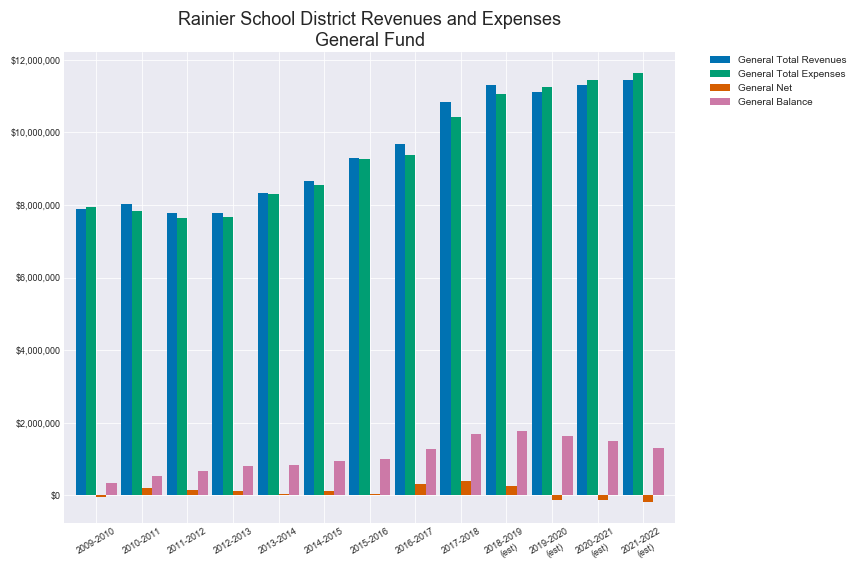 Rainier School District Revenues and Expenses
General Fund
$12,000,000
$10,000,000
$8,000,000
$6,000,000
$4,000,000
$2,000,000
$0
General Total Revenues
General Total Expenses
General Net
General Balance
2009-2010
2010-2011
2011-2012
2012-2013
2013-2014
2014-2015
2015-2016
2016-2017
2017-2018
2018-2019
(est)
2019-2020
(est)
2020-2021
(est)
2021-2022
(est)